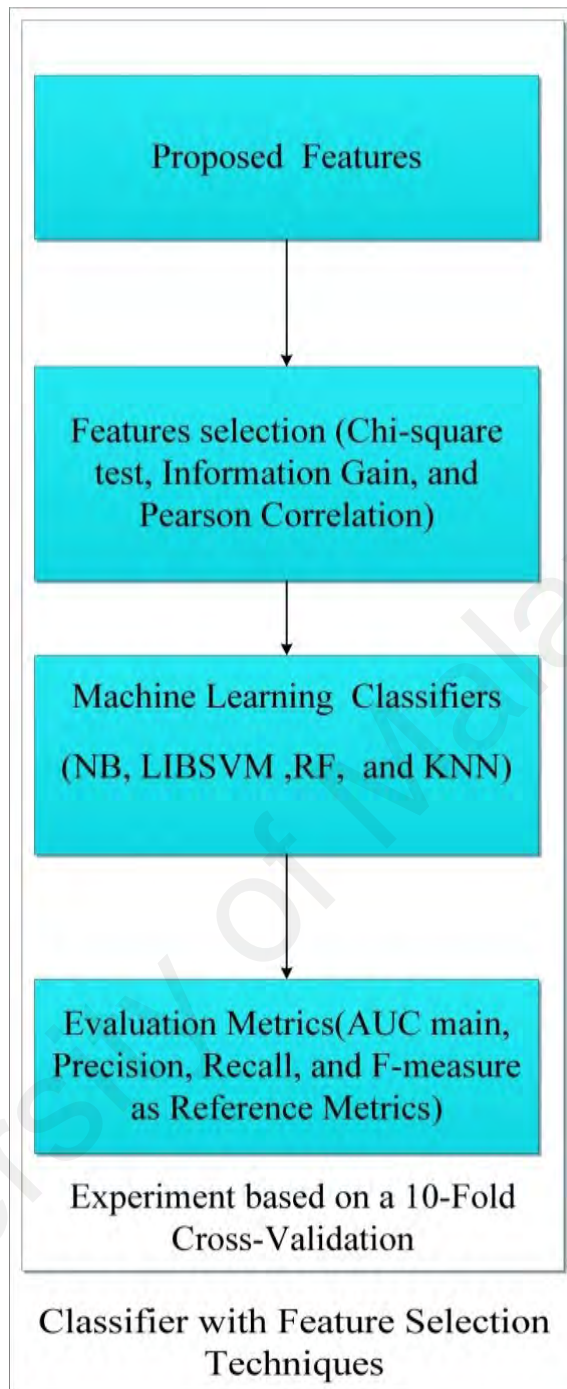 Proposed Features
Features selection (Chi-square
test, Information Gain, and
Pearson Correlation)
Machine Learning Classifiers
(NB, LIBSVM ,RF, and KNN)
Evaluation Metrics(AUC main,
Precision, Recall, and F-measure
as Reference Metrics)
Experiment based on a 10-Fold
Cross-Validation
Classifier with Feature Selection
Techniques
of